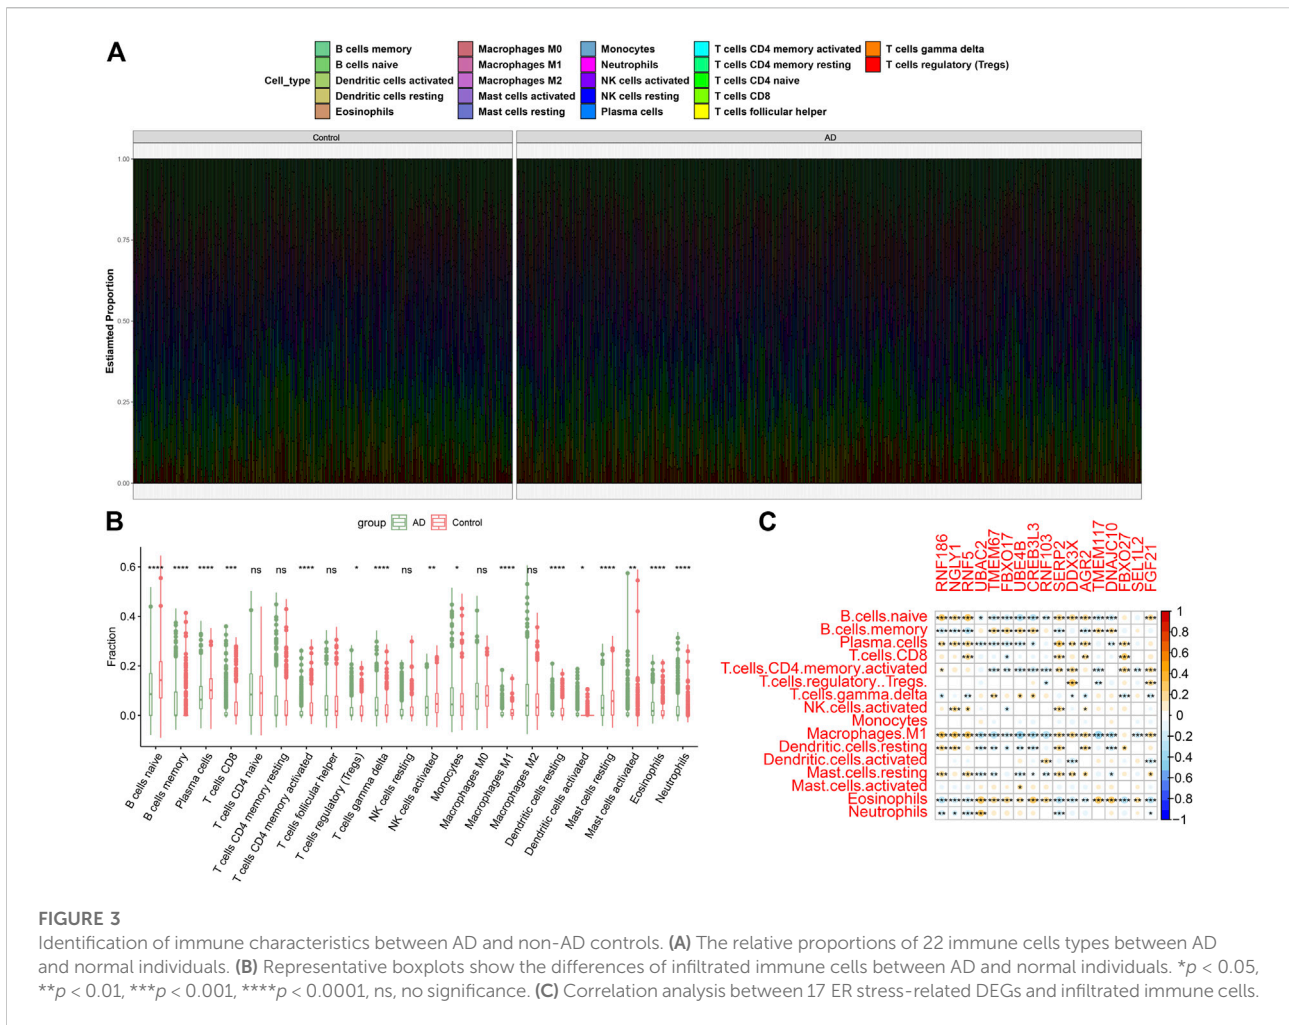 A
Cell_type
B cells memory
B cells naive
Dendritic cells activated
Dendritic cells resting
Eosinophils
Macrophages M0
Macrophages M1
Macrophages M2
Mast cells activated
Mast cells resting
Monocytes
Neutrophils
NK cells activated
NK cells resting
Plasma cells
T cells CD4 memory activated
T cells CD4 memory resting
T cells CD4 naive
T cells CD8
T cells follicular helper
T cells gamma delta
T cells regulatory (Tregs)
Control
AD
Estiamted Proportion
1.00
0.75
0.50
0.25
0.00
B
group AD Control
Fraction
0.6
0.4
0.2
0.0
**** **** **** *** ns ns **** ns * **** ns ** * ns **** ns **** * **** ** **** ****
B cells naive
B cells memory
Plasma cells
T cells CD8
T cells CD4 naive
T cells CD4 memory resting
T cells CD4 memory activated
T cells follicular helper
T cells regulatory (Tregs)
T cells gamma delta
NK cells resting
NK cells activated
Monocytes
Macrophages M0
Macrophages M1
Macrophages M2
Dendritic cells resting
Dendritic cells activated
Mast cells resting
Mast cells activated
Eosinophils
Neutrophils
C
RNF186
NGLY1
RNF5
UBAC2
TMEM67
FBXO17
UBE4B
CREB3L3
RNF103
SERP2
DDX3X
AGR2
TMEM117
DNAJC10
FBXO27
SEL1L2
FGF21
B.cells.naive
B.cells.memory
Plasma.cells
T.cells.CD8
T.cells.CD4.memory.activated
T.cells.regulatory..Tregs.
T.cells.gamma.delta
NK.cells.activated
Monocytes
Macrophages.M1
Dendritic.cells.resting
Dendritic.cells.activated
Mast.cells.resting
Mast.cells.activated
Eosinophils
Neutrophils
1
0.8
0.6
0.4
0.2
0
−0.2
−0.4
−0.6
−0.8
−1
FIGURE 3
Identification of immune characteristics between AD and non-AD controls. (A) The relative proportions of 22 immune cells types between AD
and normal individuals. (B) Representative boxplots show the differences of infiltrated immune cells between AD and normal individuals. *p < 0.05,
**p < 0.01, ***p < 0.001, ****p < 0.0001, ns, no significance. (C) Correlation analysis between 17 ER stress-related DEGs and infiltrated immune cells.